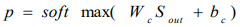 p = soft max( W_c S_out + b_c )